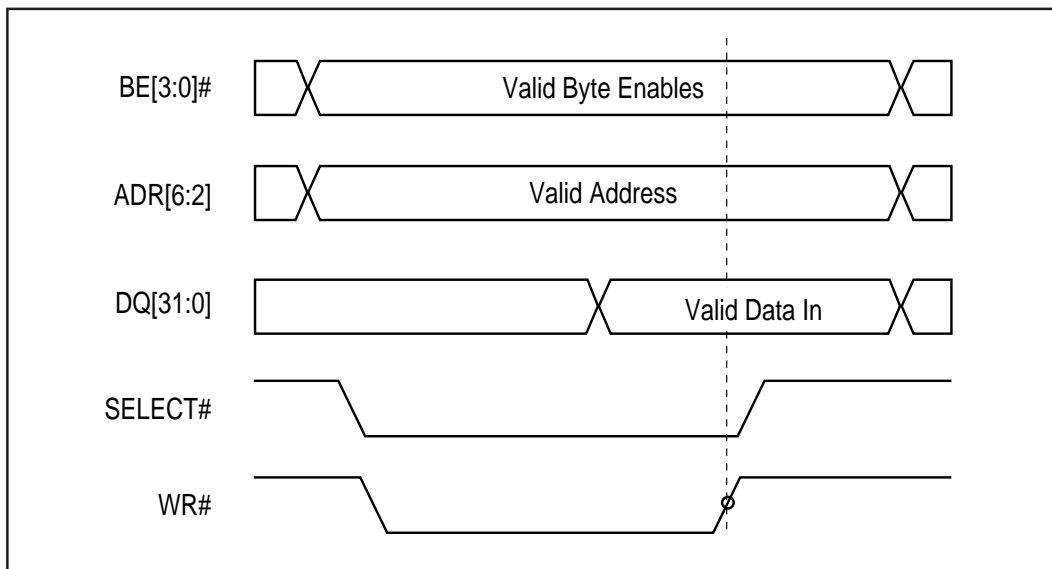 BE[3:0]#
Valid Byte Enables
ADR[6:2]
Valid Address
DQ[31:0]
Valid Data In
SELECT#
WR#